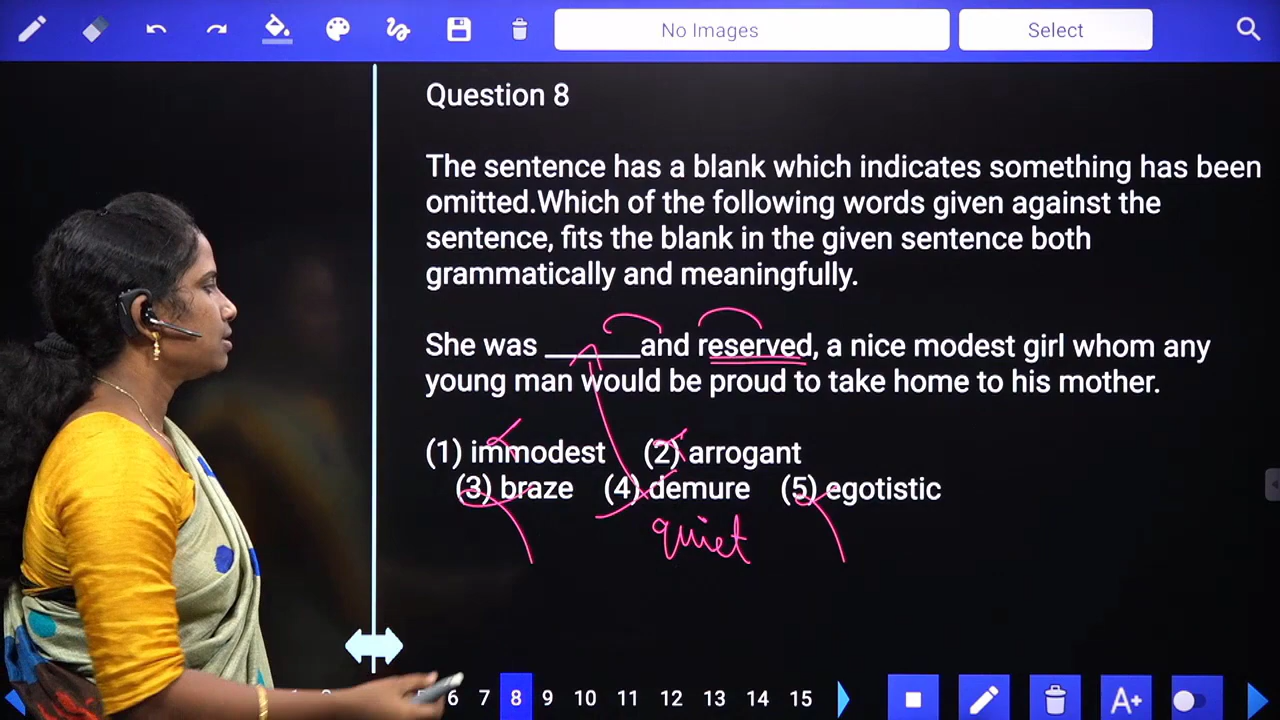 No Images
Select
Question 8
The sentence has a blank which indicates something has been
omitted.Which of the following words given against the
sentence, fits the blank in the given sentence both
grammatically and meaningfully.
She was ______and reserved, a nice modest girl whom any
young man would be proud to take home to his mother.
(1) immodest (2) arrogant
(3) braze (4) demure (5) egotistic
quiet
6 7 8 9 10 11 12 13 14 15
A+